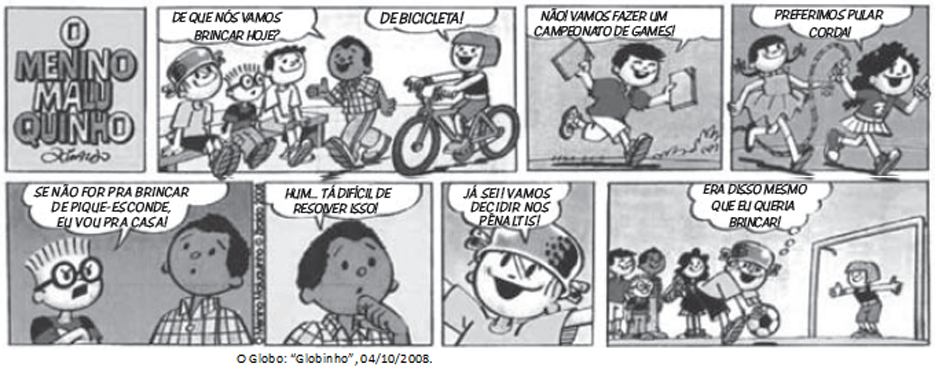 O
MENINO
MALU
QUINHO
ZIRALDO
DE QUE NÓS VAMOS
BRINCAR HOJE?
DE BICICLETA!
NÃO! VAMOS FAZER UM
CAMPEONATO DE GAMES!
PREFERIMOS PULAR
CORDA!
SE NÃO FOR PRA BRINCAR
DE PIQUE-ESCONDE,
EU VOU PRA CASA!
HUM... TÁ DIFÍCIL DE
RESOLVER ISSO!
JÁ SEI! VAMOS
DECIDIR NOS
PÊNALTIS!
ERA DISSO MESMO
QUE EU QUERIA
BRINCAR!
O Globo: “Globinho”, 04/10/2008.